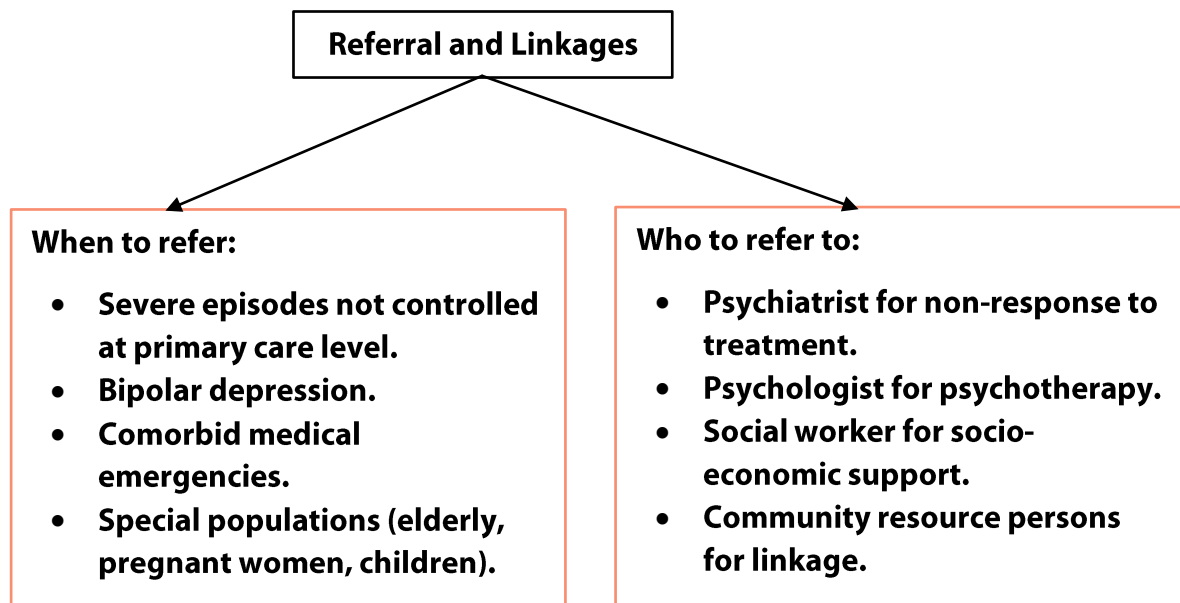 Referral and Linkages
When to refer:
• Severe episodes not controlled
at primary care level.
• Bipolar depression.
• Comorbid medical
emergencies.
• Special populations (elderly,
pregnant women, children).
Who to refer to:
• Psychiatrist for non-response to
treatment.
• Psychologist for psychotherapy.
• Social worker for socio-
economic support.
• Community resource persons
for linkage.